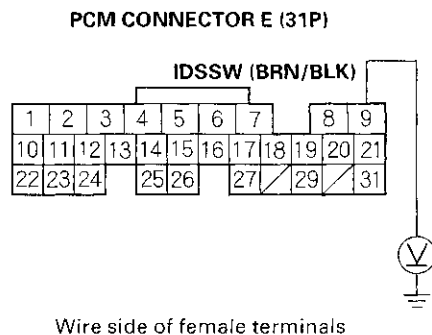 PCM CONNECTOR E (31P)
IDSSW (BRN/BLK)
1 2 3 4 5 6 7 8 9
10 11 12 13 14 15 16 17 18 19 20 21
22 23 24 25 26 27 29 31
V
Wire side of female terminals